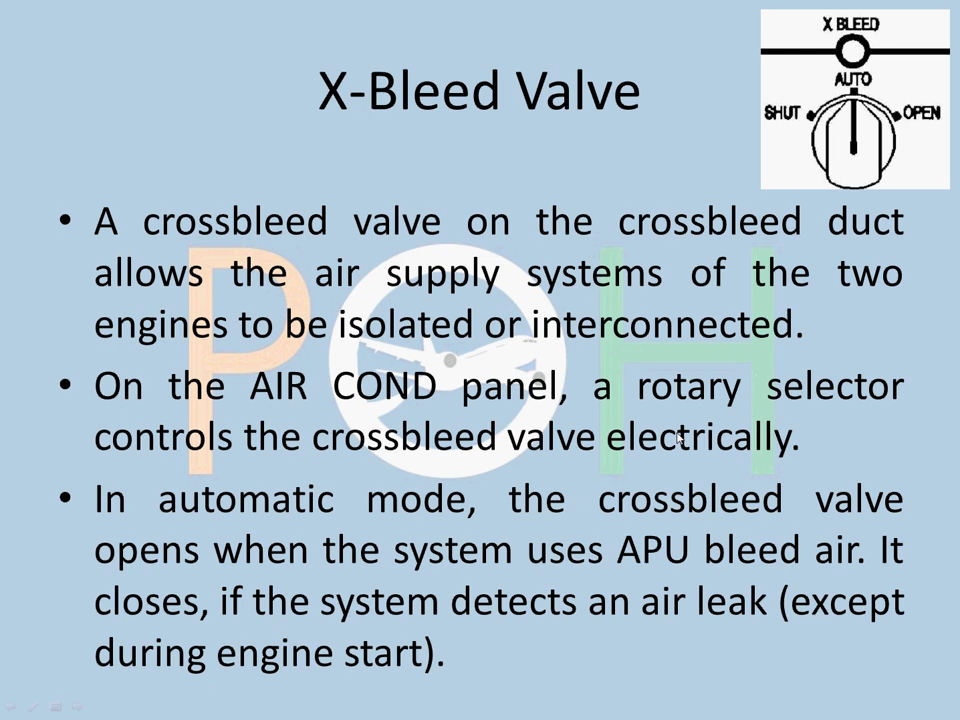 X BLEED
AUTO
SHUT OPEN
X-Bleed Valve
• A crossbleed valve on the crossbleed duct
allows the air supply systems of the two
engines to be isolated or interconnected.
• On the AIR COND panel, a rotary selector
controls the crossbleed valve electrically.
• In automatic mode, the crossbleed valve
opens when the system uses APU bleed air. It
closes, if the system detects an air leak (except
during engine start).
P O H